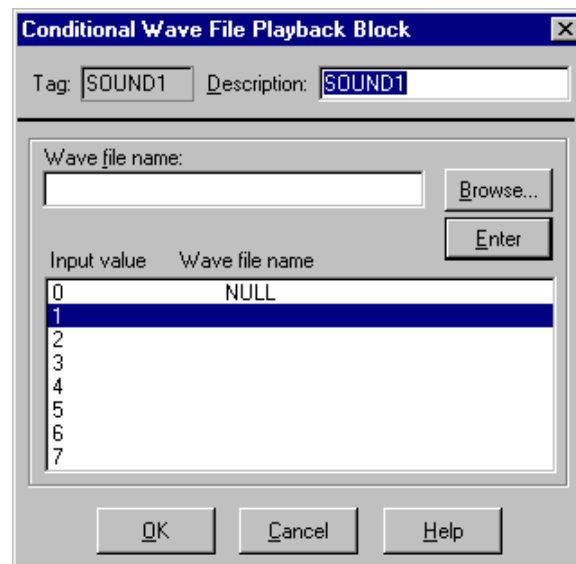 Conditional Wave File Playback Block
Tag: SOUND1 Description: SOUND1
Wave file name:
Browse...
Enter
Input value Wave file name
0 NULL
1
2
3
4
5
6
7
OK Cancel Help